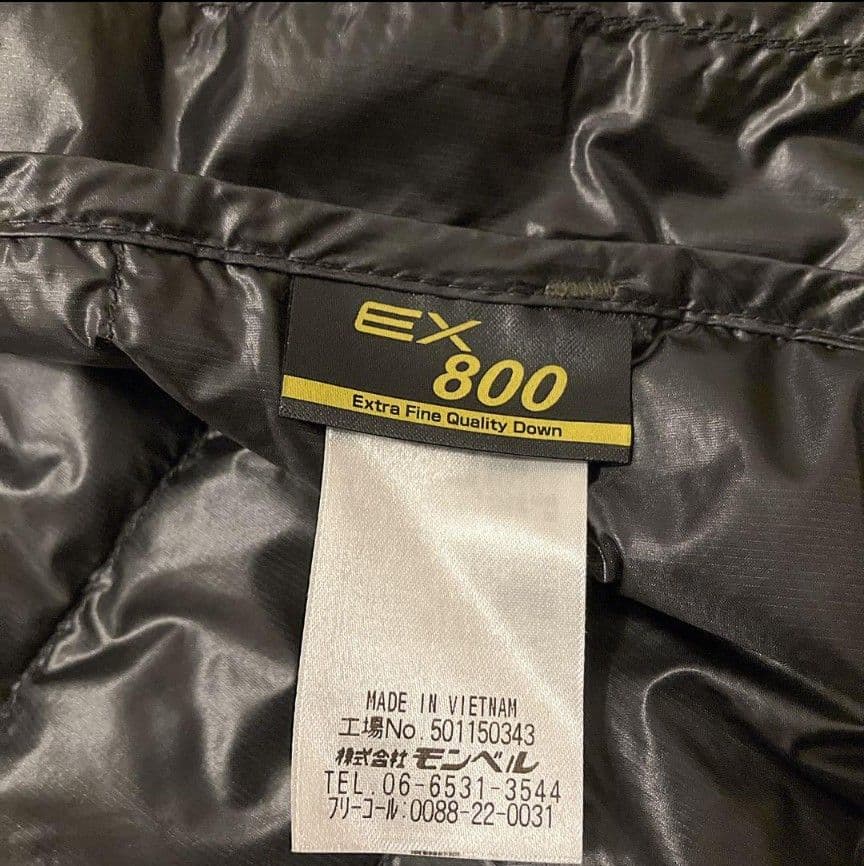 EX
800
Extra Fine Quality Down
MADE IN VIETNAM
工場No. 501150343
株式会社 モンベル
TEL. 06-6531-3544
フリーコール:0088-22-0031